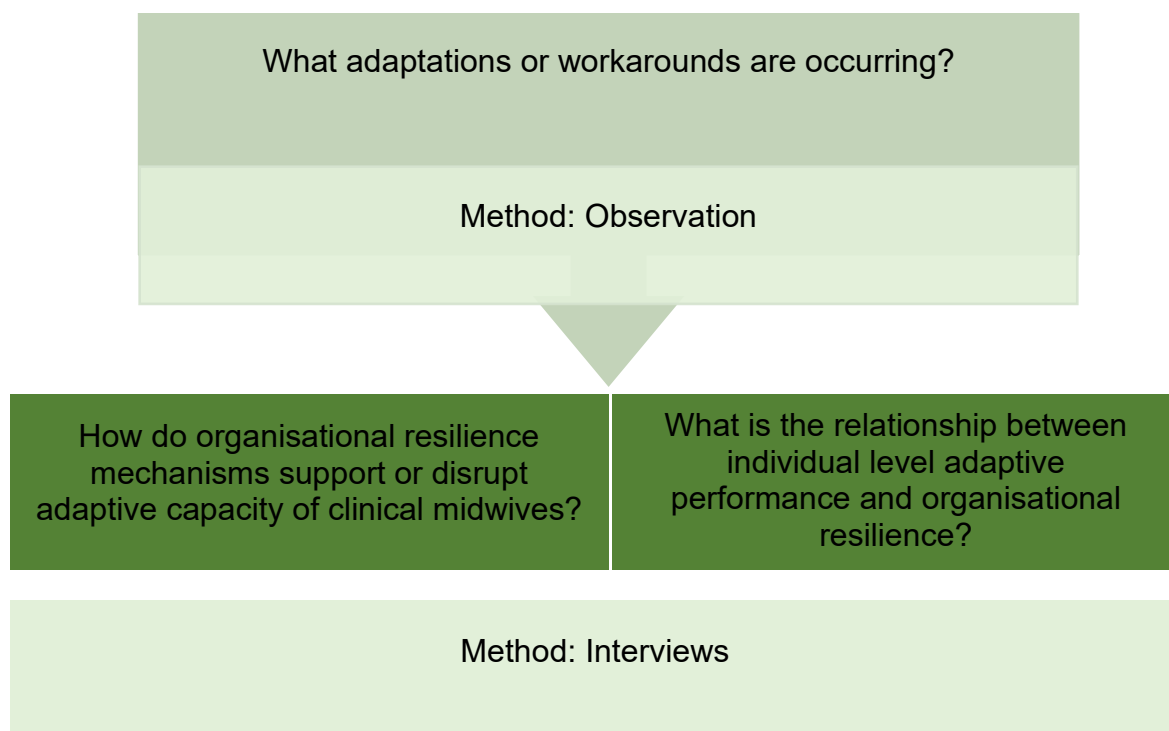 What adaptations or workarounds are occurring?
Method: Observation
How do organisational resilience
mechanisms support or disrupt
adaptive capacity of clinical midwives?
What is the relationship between
individual level adaptive
performance and organisational
resilience?
Method: Interviews